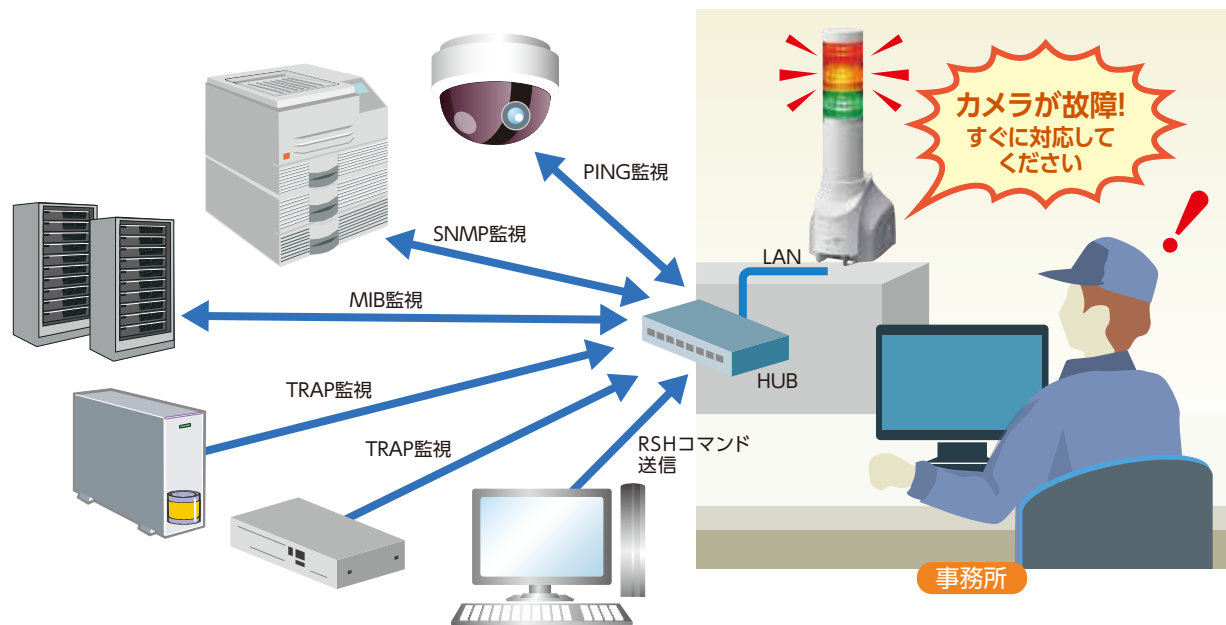 カメラが故障!
すぐに対応して
ください
PING監視
SNMP監視
LAN
MIB監視
HUB
TRAP監視
TRAP監視
RSHコマンド
送信
事務所